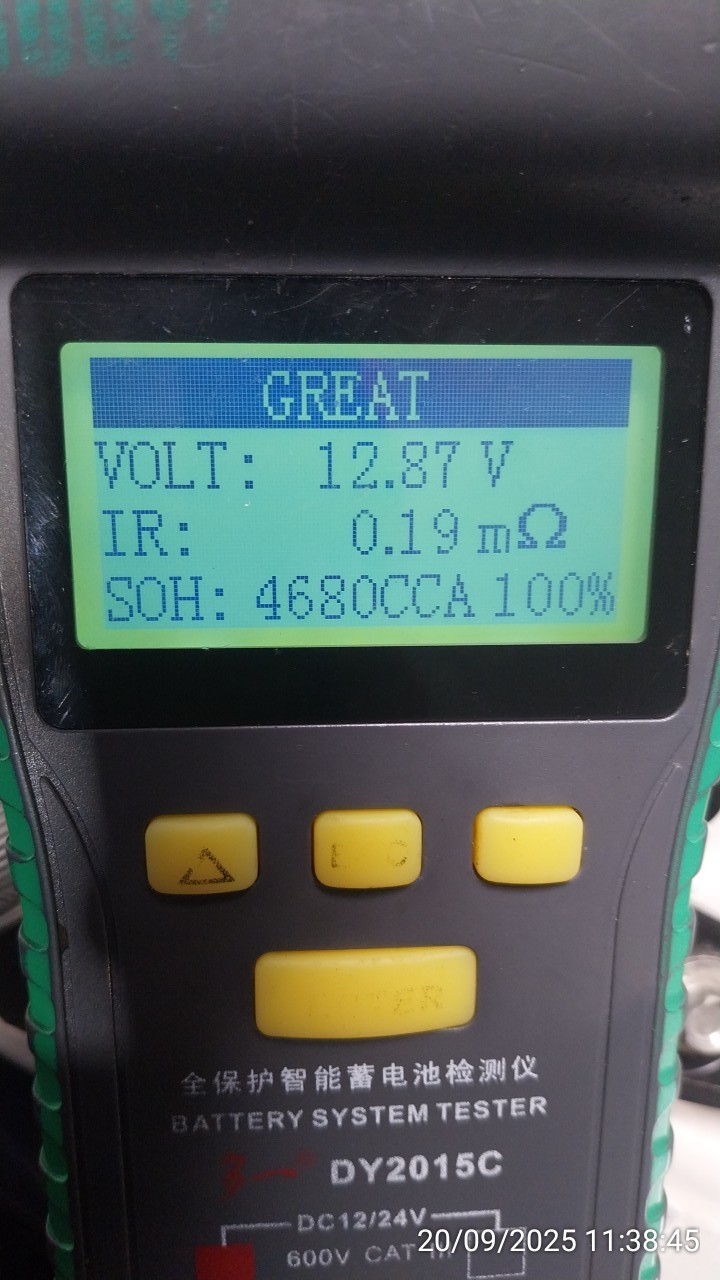 GREAT
VOLT: 12.87 V
IR: 0.19 mΩ
SOH: 4680CCA 100%
全保护智能蓄电池检测仪
BATTERY SYSTEM TESTER
DY2015C
DC12/24V
600V CAT
20/09/2025 11:38:45